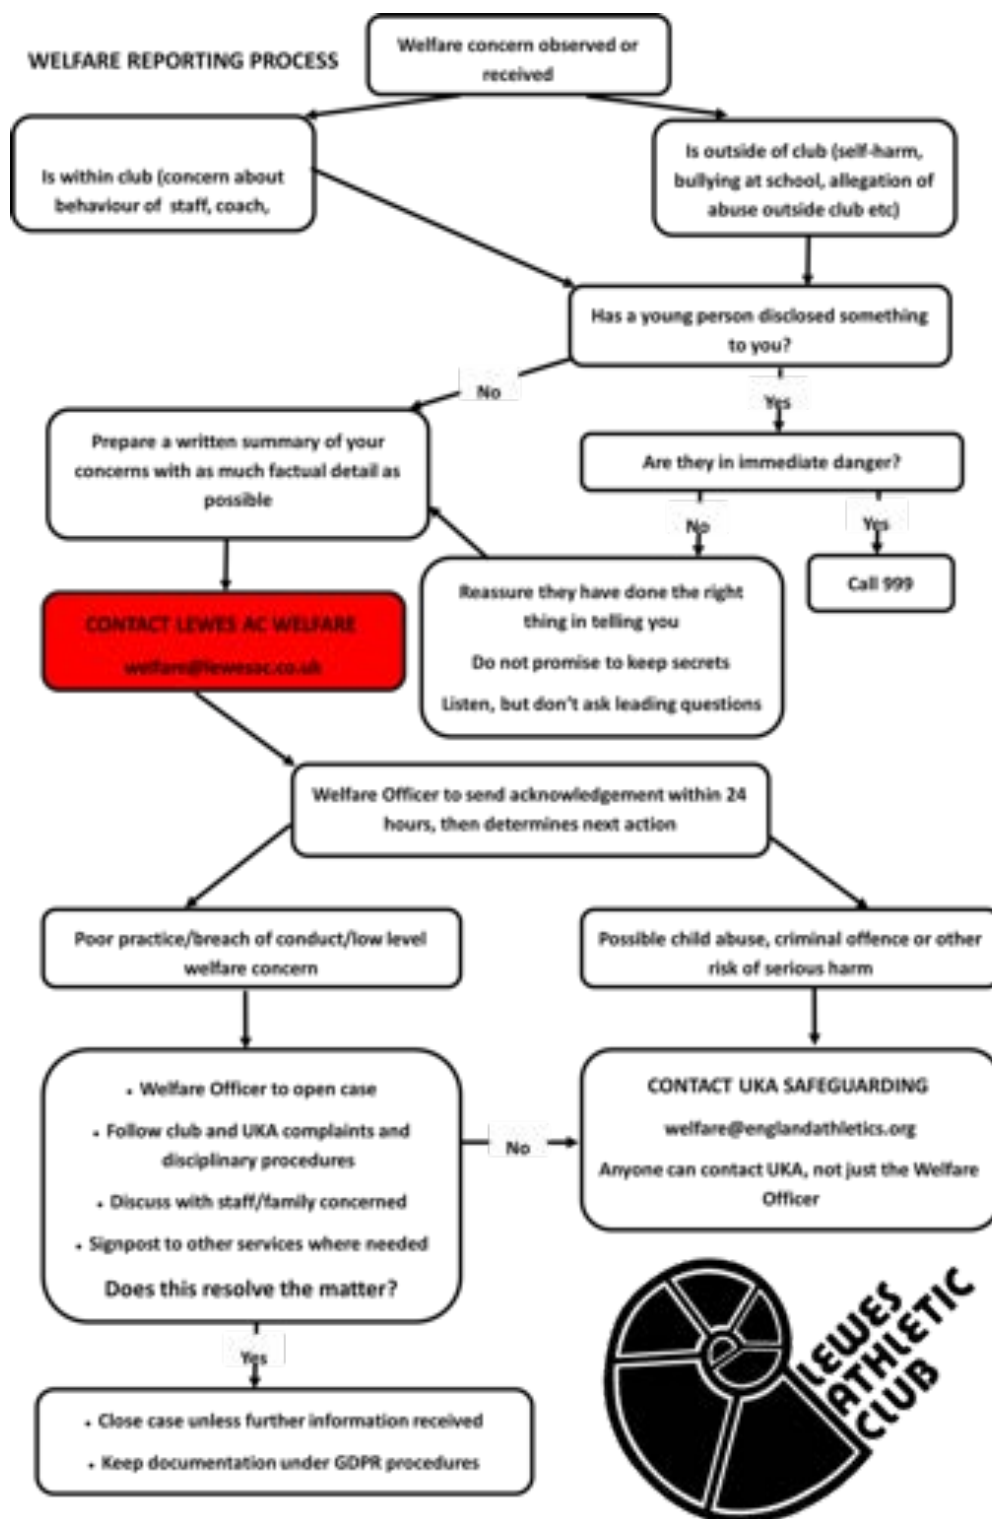 WELFARE REPORTING PROCESS
Welfare concern observed or
received
Is within club (concern about
behaviour of staff, coach,
Is outside of club (self-harm,
bullying at school, allegation of
abuse outside club etc)
Has a young person disclosed something
to you?
No
Yes
Prepare a written summary of your
concerns with as much factual detail as
possible
Are they in immediate danger?
No
Yes
Call 999
Reassure they have done the right
thing in telling you
Do not promise to keep secrets
Listen, but don't ask leading questions
CONTACT LEWES AC WELFARE
welfare@lewesac.co.uk
Welfare Officer to send acknowledgement within 24
hours, then determines next action
Poor practice/breach of conduct/low level
welfare concern
Possible child abuse, criminal offence or other
risk of serious harm
• Welfare Officer to open case
• Follow club and UKA complaints and
disciplinary procedures
• Discuss with staff/family concerned
• Signpost to other services where needed
Does this resolve the matter?
No
CONTACT UKA SAFEGUARDING
welfare@englandathletics.org
Anyone can contact UKA, not just the Welfare
Officer
Yes
• Close case unless further information received
• Keep documentation under GDPR procedures
LEWES
ATHLETIC
CLUB